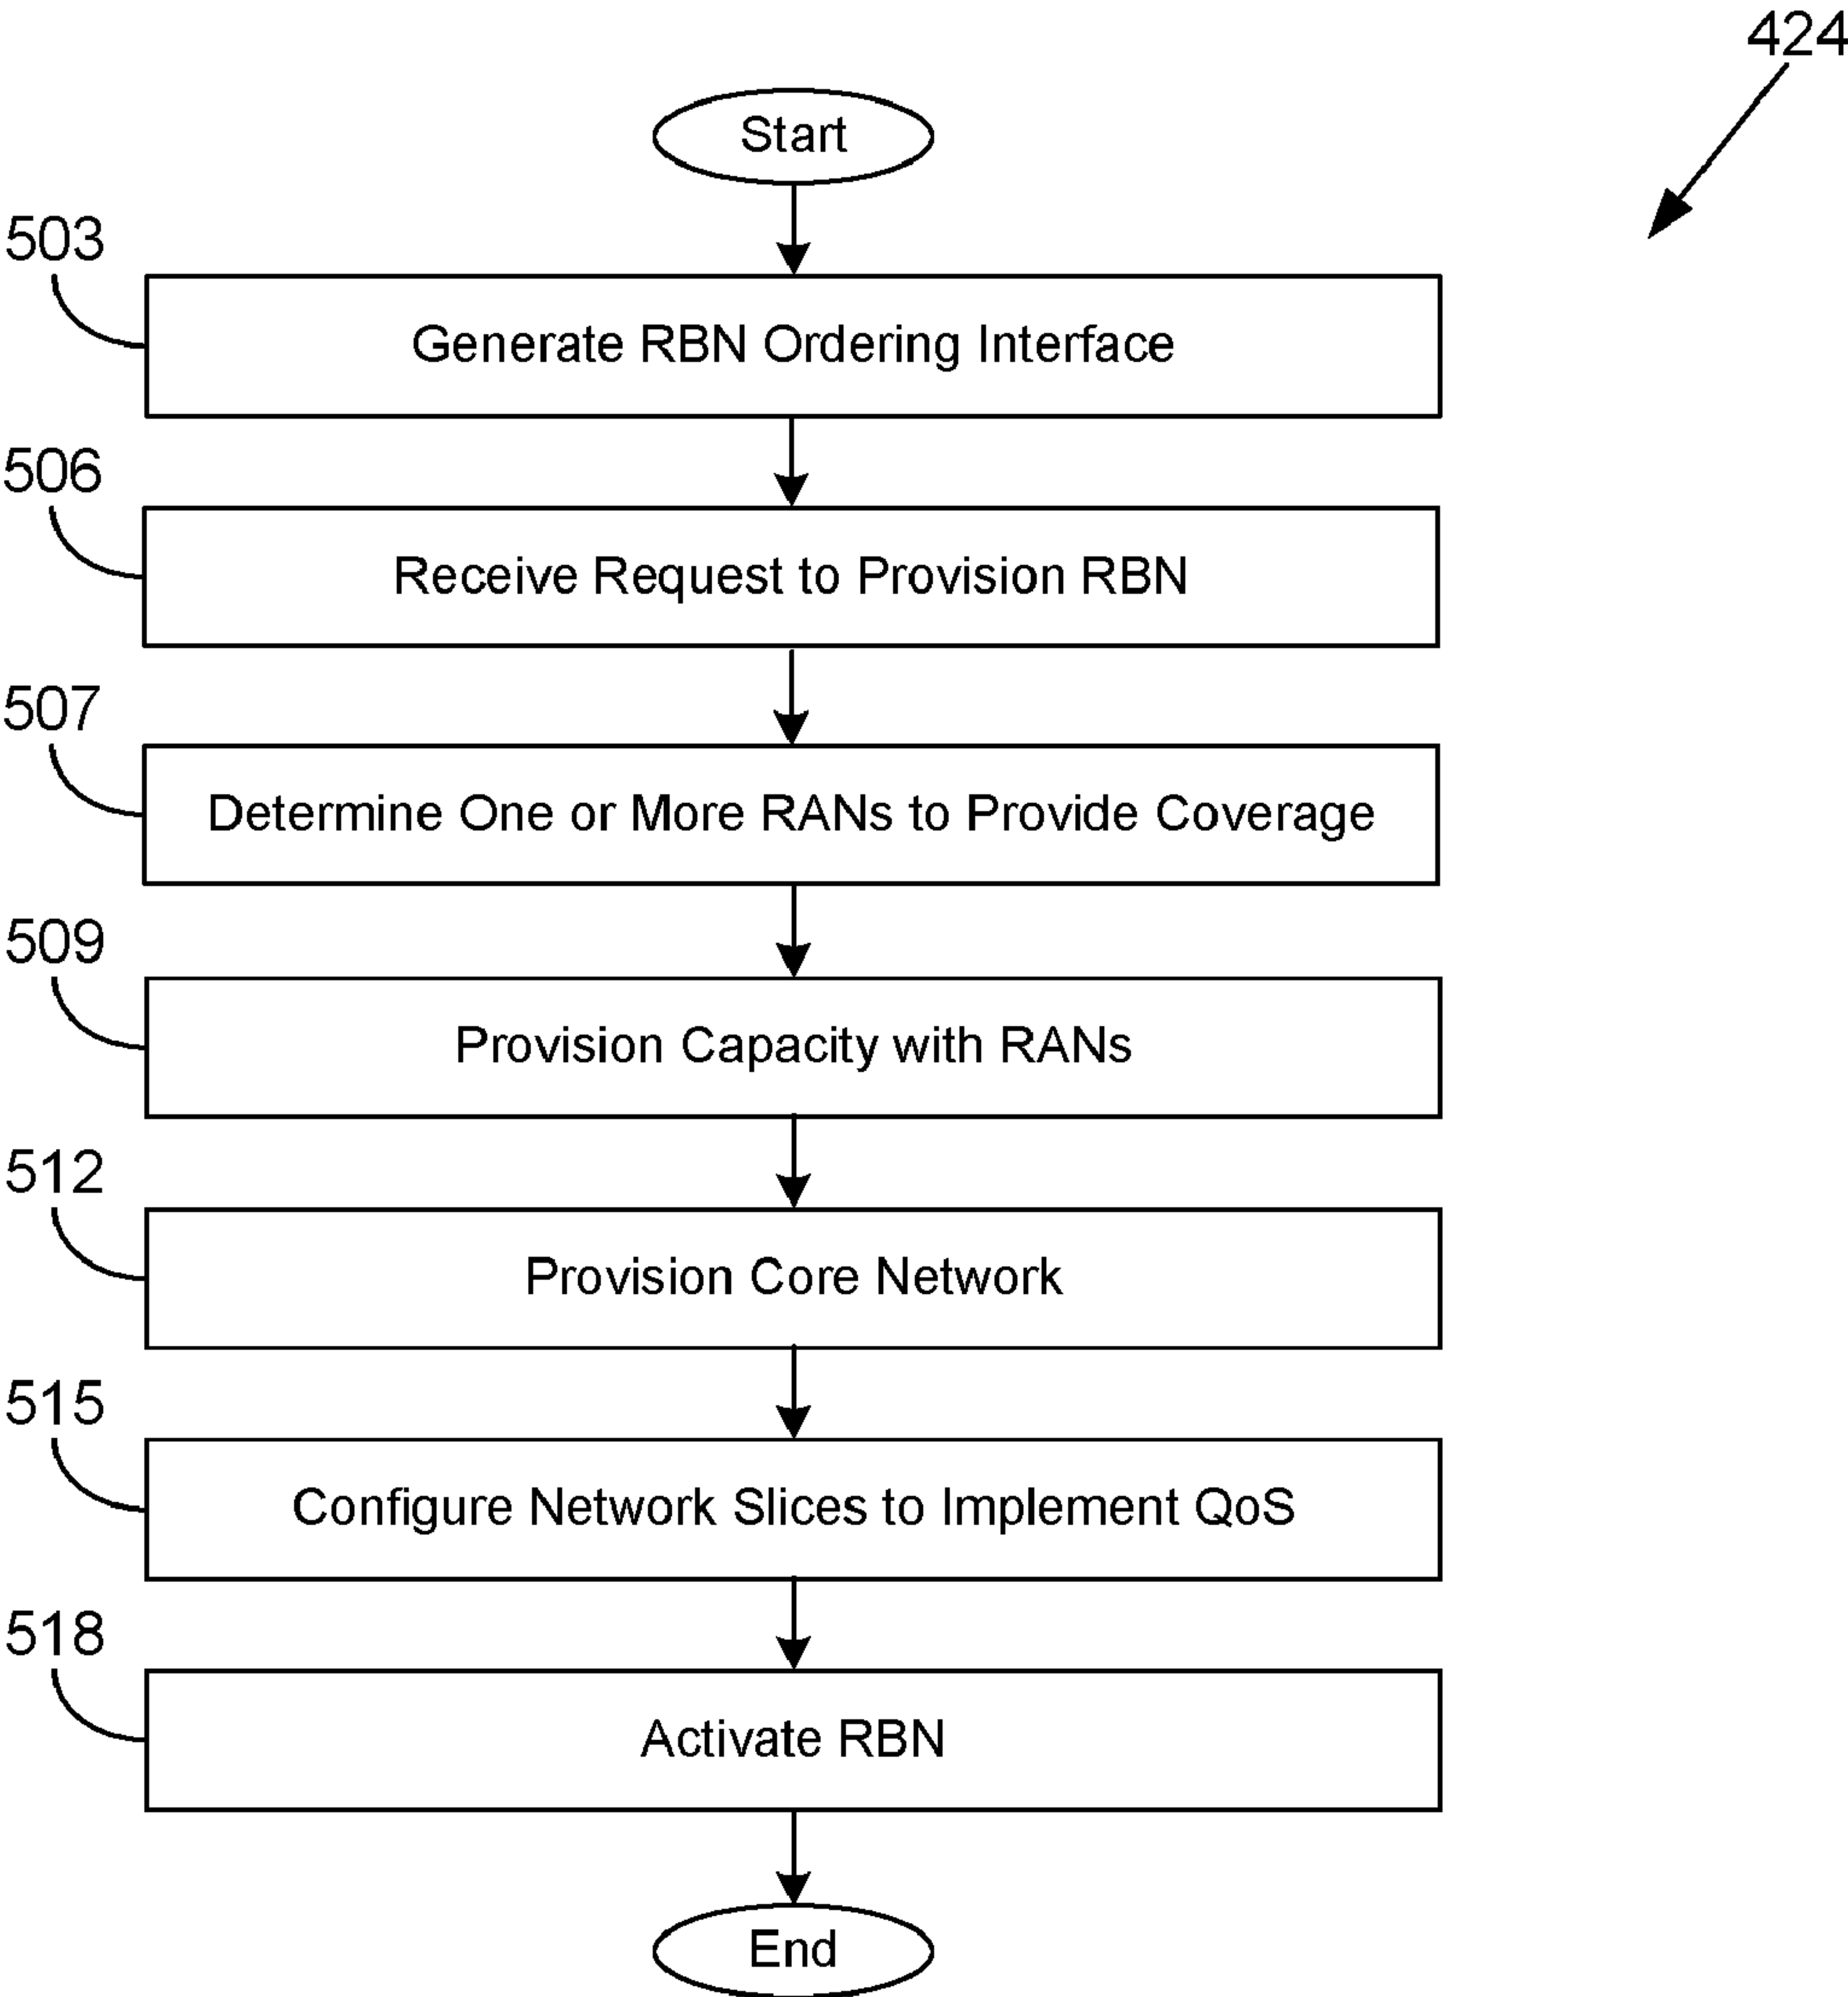 424
Start
503
Generate RBN Ordering Interface
506
Receive Request to Provision RBN
507
Determine One or More RANs to Provide Coverage
509
Provision Capacity with RANs
512
Provision Core Network
515
Configure Network Slices to Implement QoS
518
Activate RBN
End